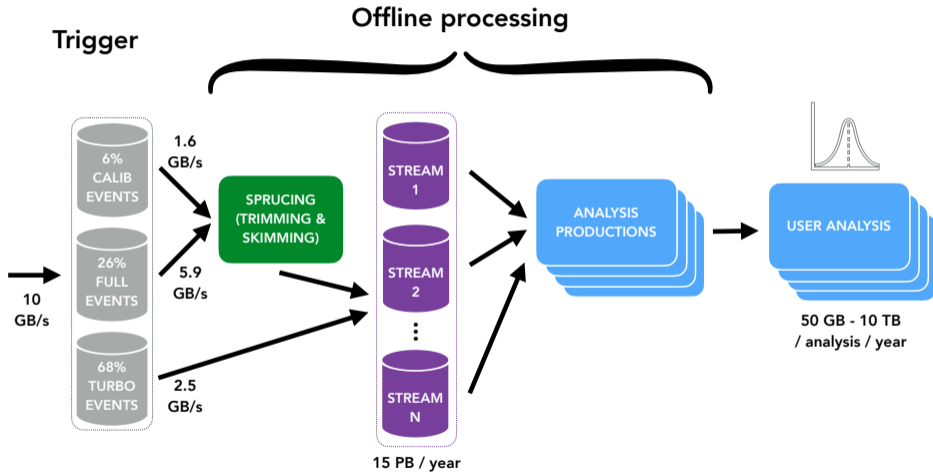 Offline processing
Trigger
6%
CALIB
EVENTS
1.6
GB/s
26%
FULL
EVENTS
5.9
GB/s
10
GB/s
68%
TURBO
EVENTS
2.5
GB/s
SPRUCING
(TRIMMING &
SKIMMING)
STREAM
1
STREAM
2
STREAM
N
15 PB / year
ANALYSIS
PRODUCTIONS
USER ANALYSIS
50 GB - 10 TB
/ analysis / year